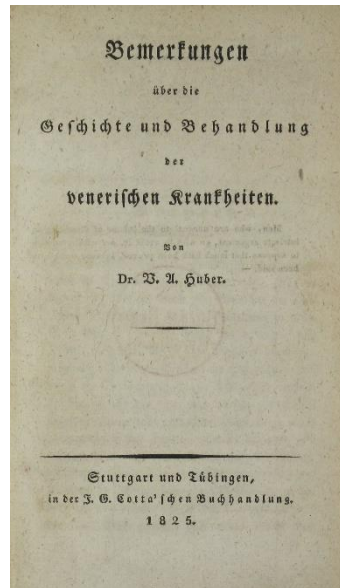 Bemerkungen
über die
Geschichte und Behandlung
der
venerischen Krankheiten.
Von
Dr. V. A. Huber.
Stuttgart und Tübingen,
in der J. G. Cotta'schen Buchhandlung.
1825.